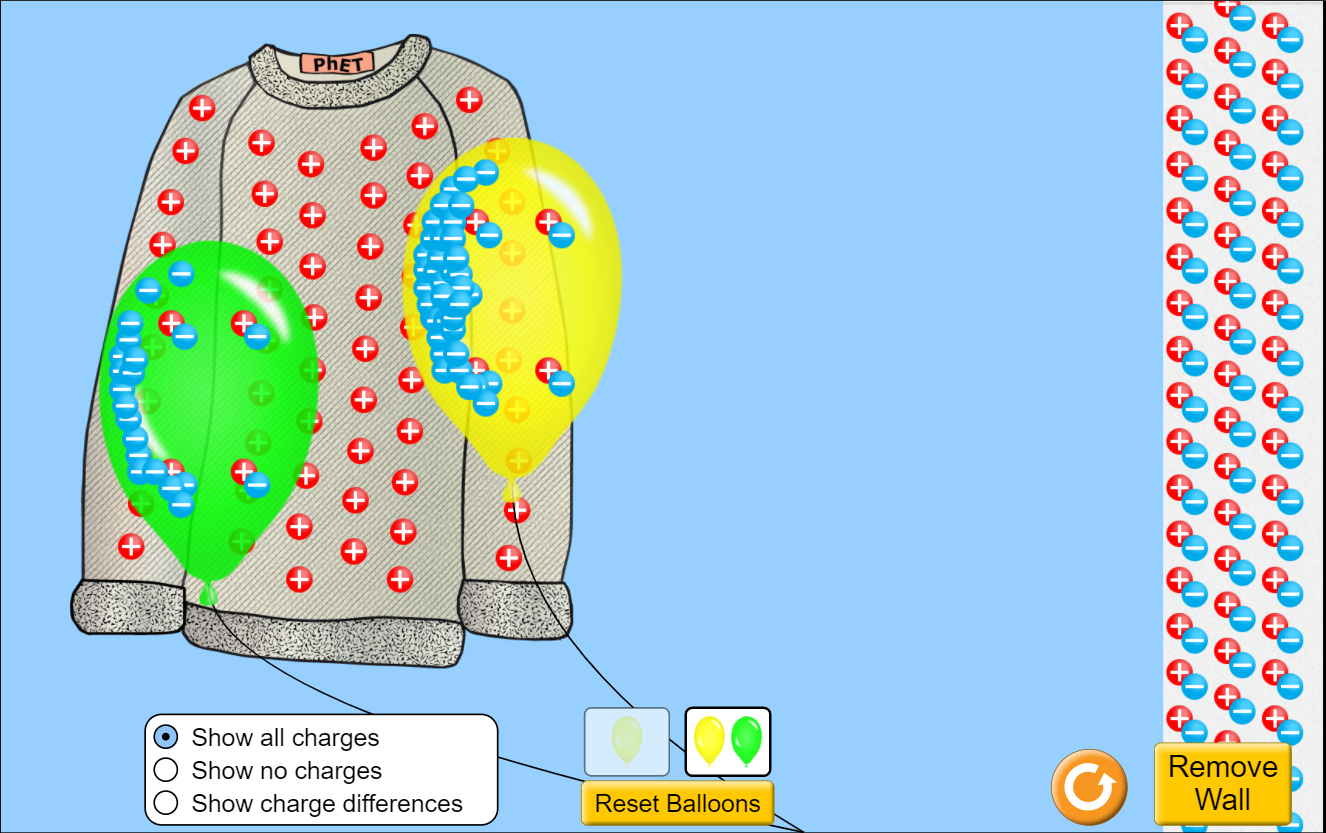 PhET
Show all charges
Show no charges
Show charge differences
Reset Balloons
Remove
Wall